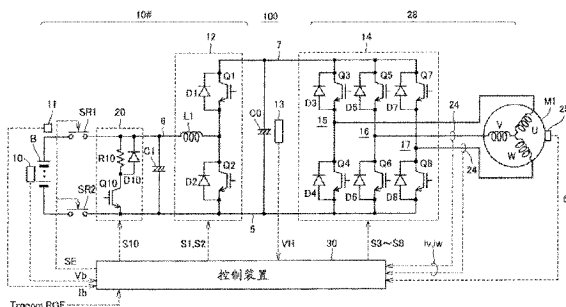 10#
100
28
12
7
14
11
SR1
20
6
L1
D1
Q1
C0
13
Q3
Q5
Q7
D3
D5
D7
24
M1
25
B
10
R10
D10
C1
15
16
17
V
U
W
Q10
D2
Q2
Q4
Q6
Q8
D4
D6
D8
24
SR2
5
S10
S1,S2
VH
30
S3~S8
iv,iw
SE
Vb
Ib
控制装置
Tqcom,RGE